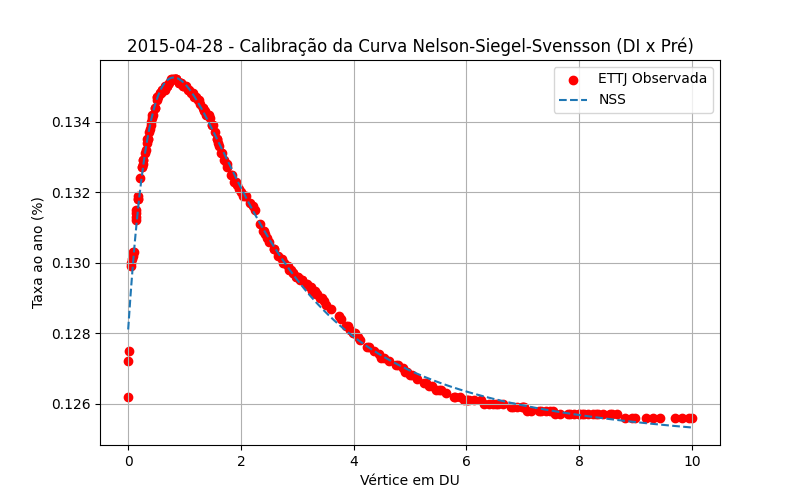 2015-04-28 - Calibração da Curva Nelson-Siegel-Svensson (DI x Pré)
ETTJ Observada
NSS
Taxa ao ano (%)
0.134
0.132
0.130
0.128
0.126
0
2
4
6
8
10
Vértice em DU